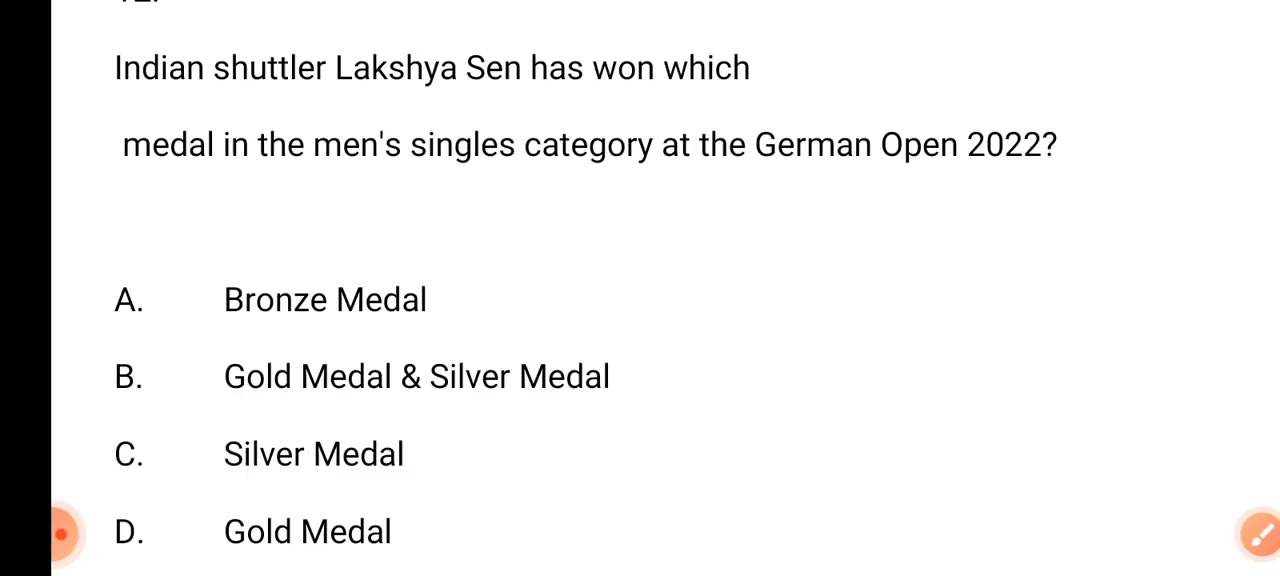 Indian shuttler Lakshya Sen has won which
medal in the men's singles category at the German Open 2022?
A. Bronze Medal
B. Gold Medal & Silver Medal
C. Silver Medal
D. Gold Medal